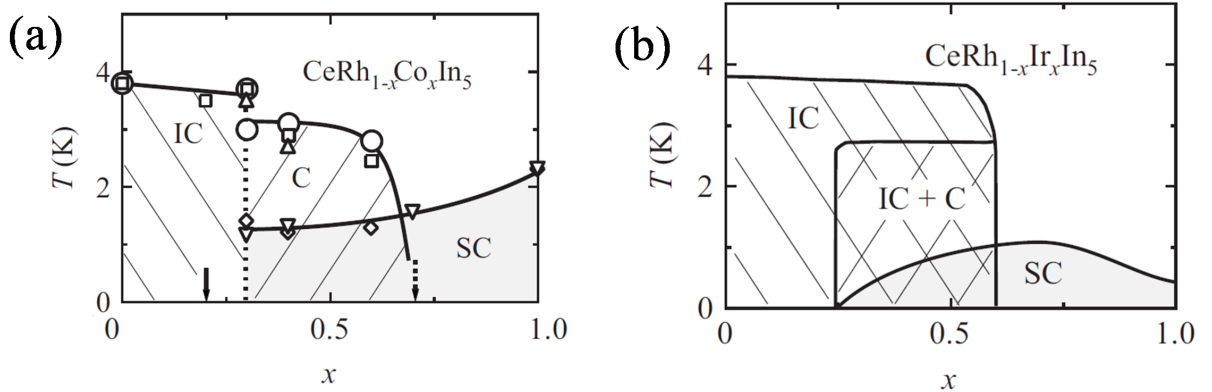 (a)
CeRh1-xCoxIn5
4
IC
T (K)
C
2
SC
0
0
0.5
1.0
x
(b)
CeRh1-xIrxIn5
4
IC
T (K)
IC + C
2
SC
0
0
0.5
1.0
x